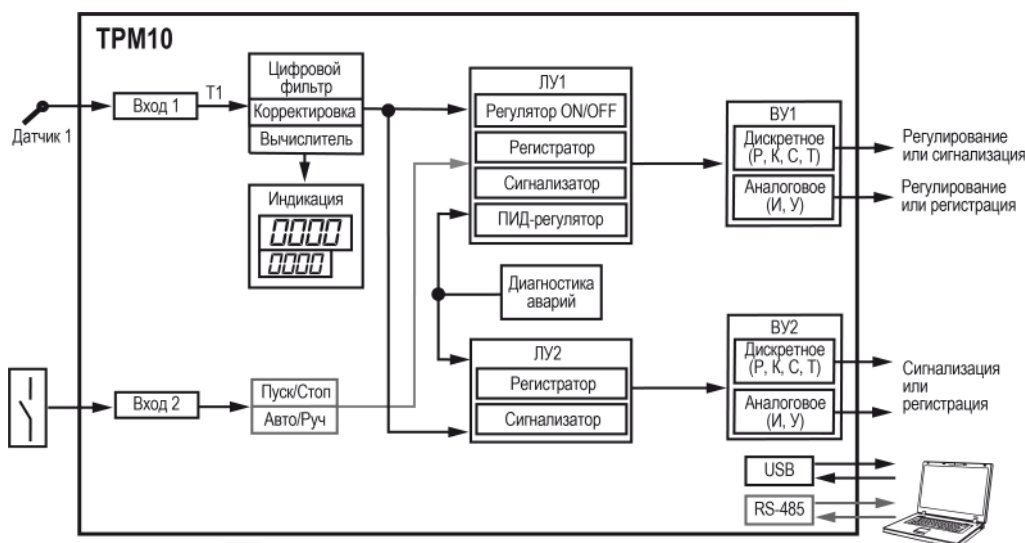 ТРМ10
Датчик 1
Вход 1
T1
Цифровой
фильтр
Корректировка
Вычислитель
Индикация
0000
0000
ЛУ1
Регулятор ON/OFF
Регистратор
Сигнализатор
ПИД-регулятор
ВУ1
Дискретное
(Р, К, С, Т)
Аналоговое
(И, У)
Регулирование
или сигнализация
Регулирование
или регистрация
Диагностика
аварий
Вход 2
Пуск/Стоп
Авто/Руч
ЛУ2
Регистратор
Сигнализатор
ВУ2
Дискретное
(Р, К, С, Т)
Аналоговое
(И, У)
Сигнализация
или
регистрация
USB
RS-485